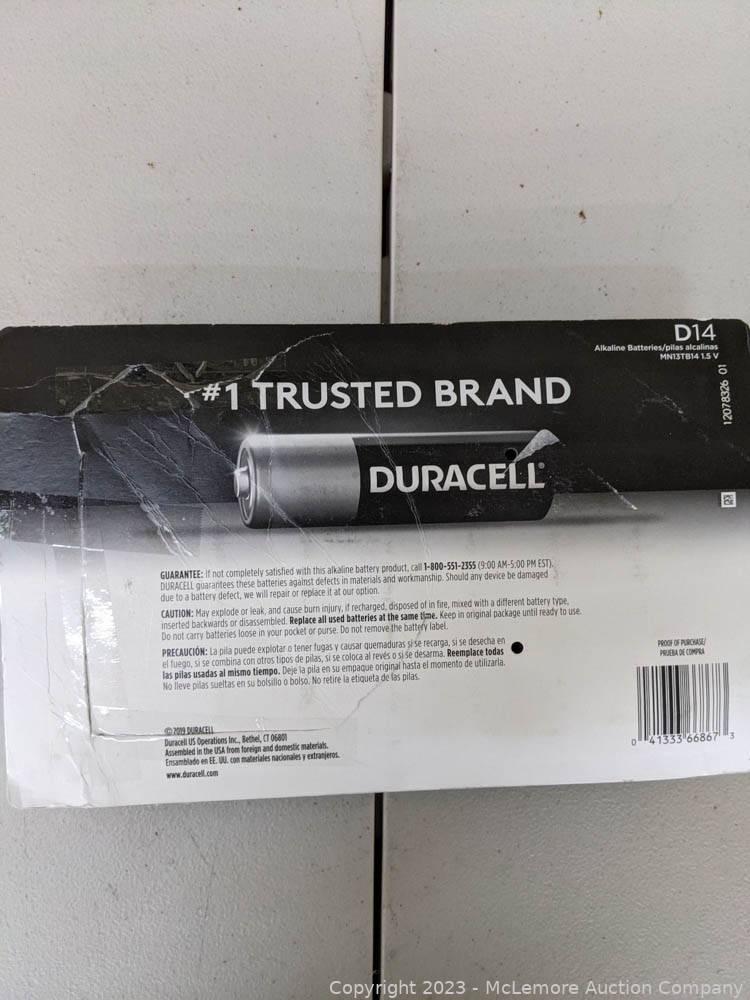 D14
Alkaline Batteries/pilas alcalinas
MN13TB14 1.5 V
12078326 01
#1 TRUSTED BRAND
DURACELL®
GUARANTEE: If not completely satisfied with this alkaline battery product, call 1-800-551-2355 (9:00 AM-5:00 PM EST).
DURACELL guarantees these batteries against defects in materials and workmanship. Should any device be damaged
due to a battery defect, we will repair or replace it at our option.
CAUTION: May explode or leak, and cause burn injury, if recharged, disposed of in fire, mixed with a different battery type,
inserted backwards or disassembled. Replace all used batteries at the same time. Keep in original package until ready to use.
Do not carry batteries loose in your pocket or purse. Do not remove the battery label.
PRECAUCIÓN: La pila puede explotar o tener fugas y causar quemaduras si se recarga, si se desecha en
el fuego, si se combina con otros tipos de pilas, si se coloca al revés o si se desarma. Reemplace todas
las pilas usadas al mismo tiempo. Deje la pila en su empaque original hasta el momento de utilizarla.
No lleve pilas sueltas en su bolsillo o bolso. No retire la etiqueta de las pilas.
PROOF OF PURCHASE/
PRUEBA DE COMPRA
0 41333 66867 3
© 2019 DURACELL
Duracell US Operations Inc., Bethel, CT 06801
Assembled in the USA from foreign and domestic materials.
Ensamblado en EE. UU. con materiales nacionales y extranjeros.
www.duracell.com
Copyright 2023 - McLemore Auction Company